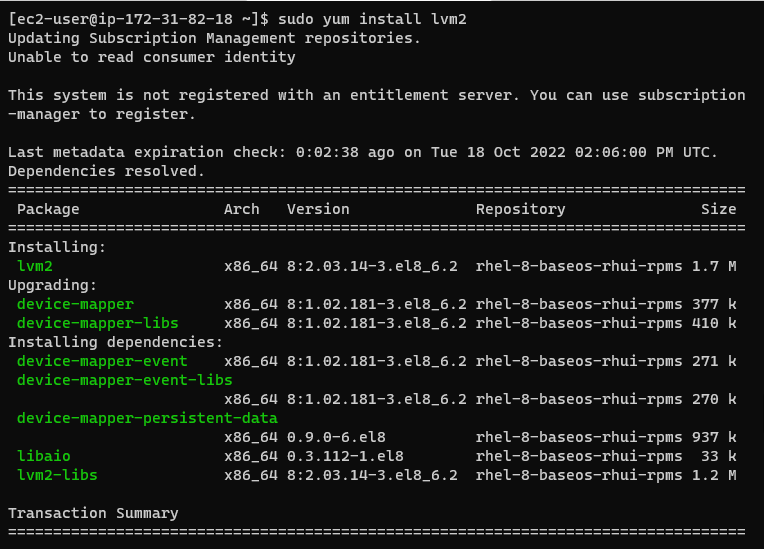 [ec2-user@ip-172-31-82-18 ~]$ sudo yum install lvm2
Updating Subscription Management repositories.
Unable to read consumer identity

This system is not registered with an entitlement server. You can use subscription
-manager to register.

Last metadata expiration check: 0:02:38 ago on Tue 18 Oct 2022 02:06:00 PM UTC.
Dependencies resolved.
==================================================================================
 Package                Arch   Version              Repository               Size
==================================================================================
Installing:
 lvm2                   x86_64 8:2.03.14-3.el8_6.2  rhel-8-baseos-rhui-rpms 1.7 M
Upgrading:
 device-mapper          x86_64 8:1.02.181-3.el8_6.2 rhel-8-baseos-rhui-rpms 377 k
 device-mapper-libs     x86_64 8:1.02.181-3.el8_6.2 rhel-8-baseos-rhui-rpms 410 k
Installing dependencies:
 device-mapper-event    x86_64 8:1.02.181-3.el8_6.2 rhel-8-baseos-rhui-rpms 271 k
 device-mapper-event-libs
                        x86_64 8:1.02.181-3.el8_6.2 rhel-8-baseos-rhui-rpms 270 k
 device-mapper-persistent-data
                        x86_64 0.9.0-6.el8          rhel-8-baseos-rhui-rpms 937 k
 libaio                 x86_64 0.3.112-1.el8        rhel-8-baseos-rhui-rpms  33 k
 lvm2-libs              x86_64 8:2.03.14-3.el8_6.2  rhel-8-baseos-rhui-rpms 1.2 M

Transaction Summary
==================================================================================